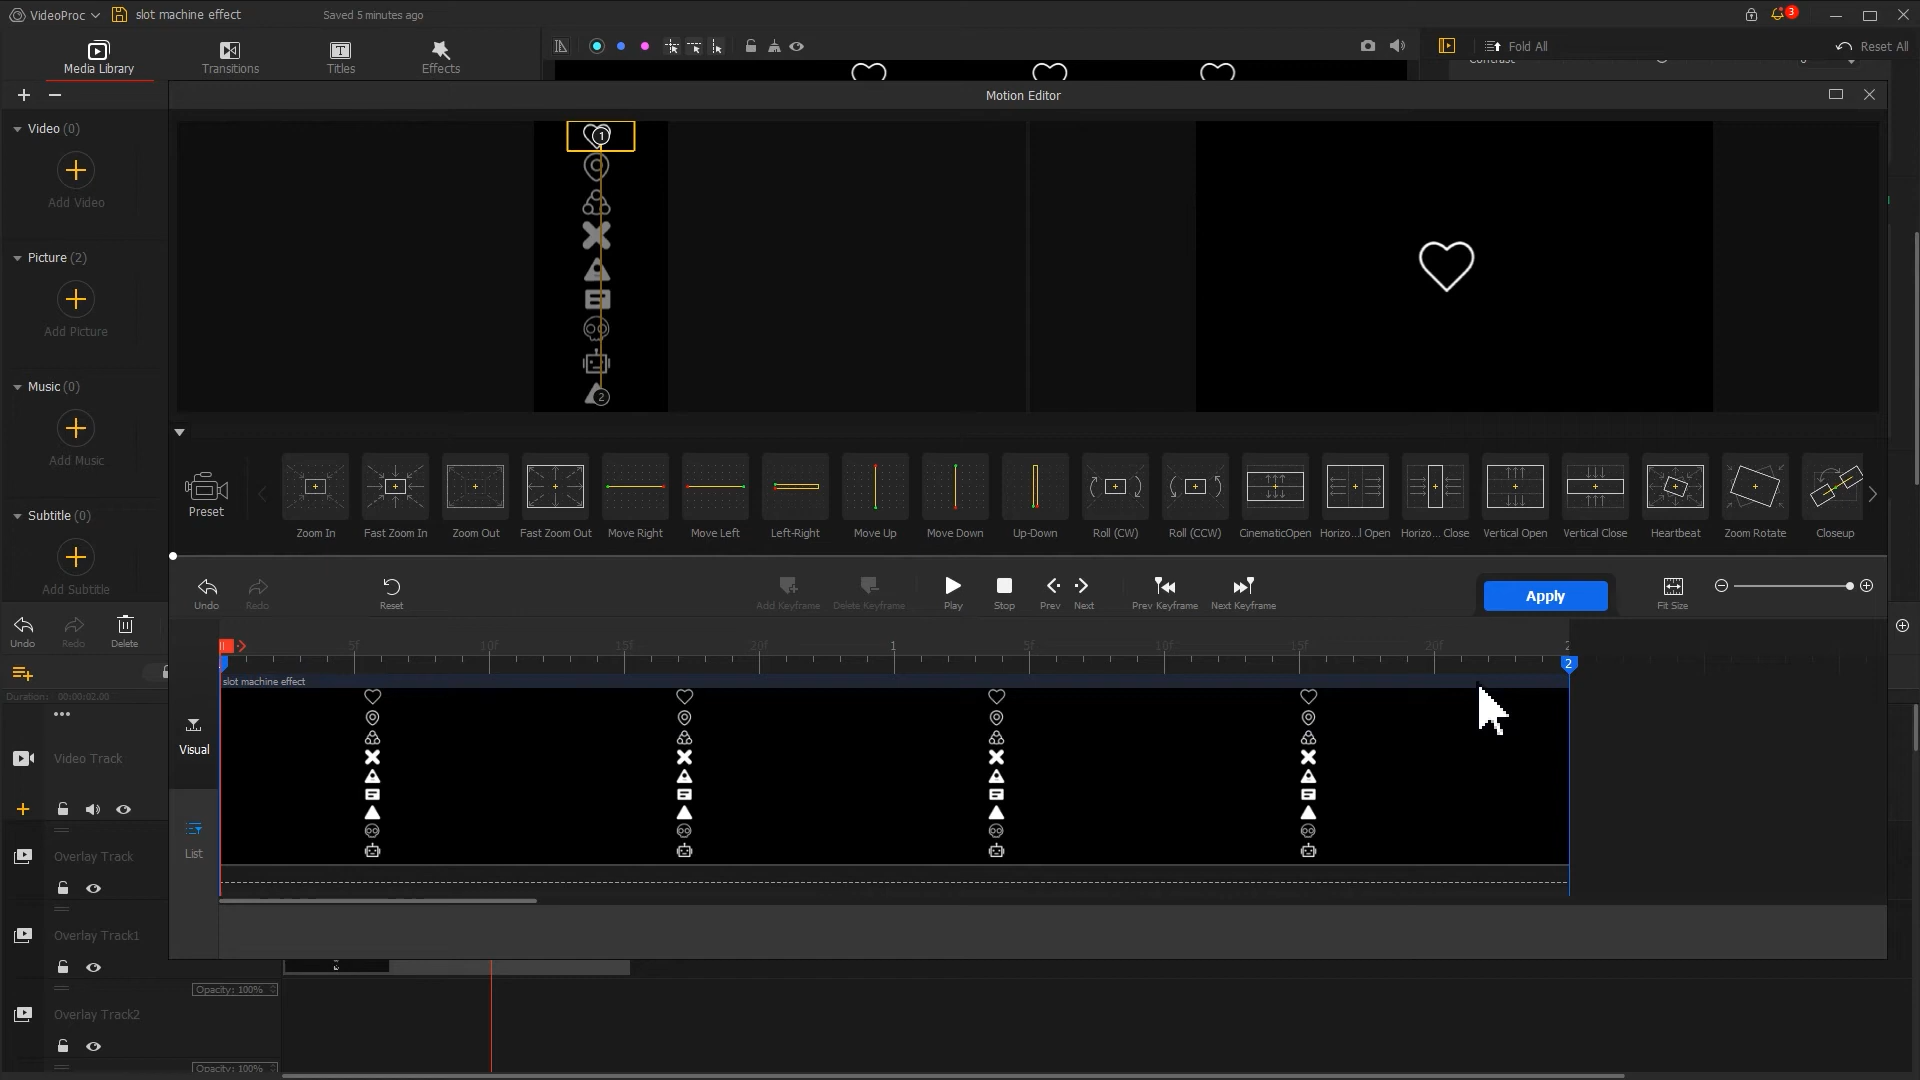 VideoProc
slot machine effect
Saved 5 minutes ago
3
Media Library
Transitions
Titles
Effects
Fold All
Reset All
Contrast
Motion Editor
Video (0)
Add Video
Picture (2)
Add Picture
Music (0)
Add Music
Subtitle (0)
Add Subtitle
1
2
Preset
Zoom In
Fast Zoom In
Zoom Out
Fast Zoom Out
Move Right
Move Left
Left-Right
Move Up
Move Down
Up-Down
Roll (CW)
Roll (CCW)
CinematicOpen
Horizo...l Open
Horizo... Close
Vertical Open
Vertical Close
Heartbeat
Zoom Rotate
Closeup
Undo
Redo
Reset
Add Keyframe
Delete Keyframe
Play
Stop
Prev
Next
Prev Keyframe
Next Keyframe
Apply
Fit Size
Undo
Redo
Delete
5f
10f
15f
20f
1
5f
10f
15f
20f
2
2
slot machine effect
Duration: 00:00:02.00
Visual
List
Video Track
Overlay Track
Overlay Track1
Opacity: 100%
Overlay Track2
Opacity: 100%